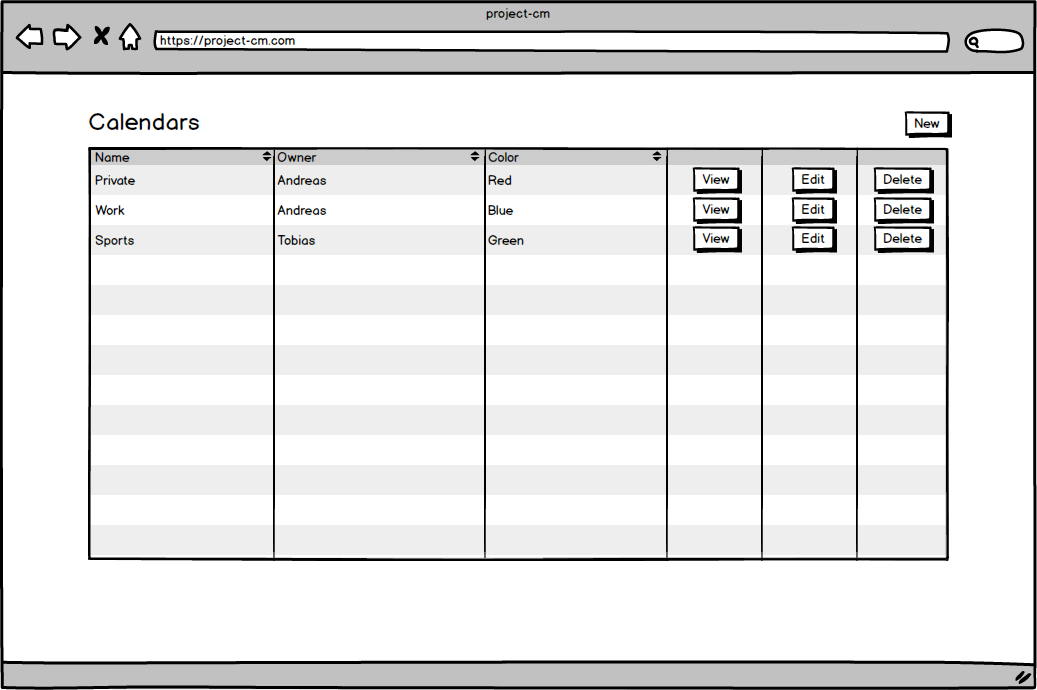 project-cm
https://project-cm.com
Calendars
New
Name Owner Color
Private Andreas Red View Edit Delete
Work Andreas Blue View Edit Delete
Sports Tobias Green View Edit Delete